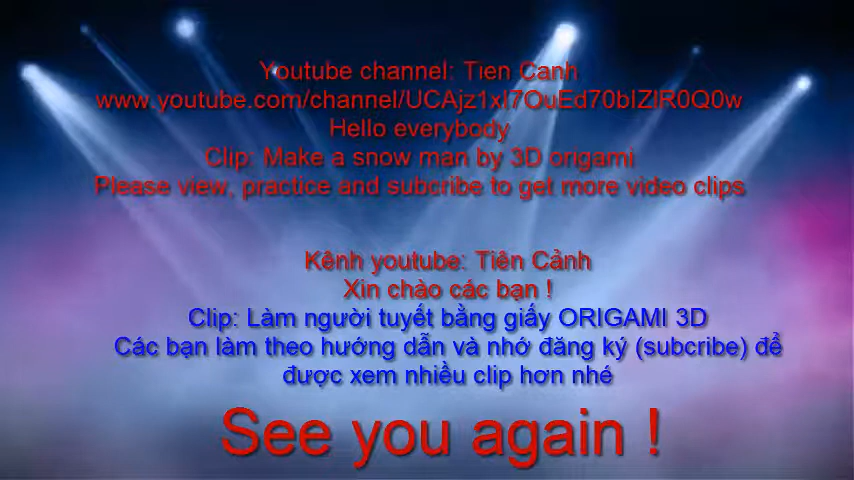 Youtube channel: Tien Canh
www.youtube.com/channel/UCAjz1xI7OuEd70bIZIR0Q0w
Hello everybody
Clip: Make a snow man by 3D origami
Please view, practice and subcribe to get more video clips
Kênh youtube: Tiên Cảnh
Xin chào các bạn !
Clip: Làm người tuyết bằng giấy ORIGAMI 3D
Các bạn làm theo hướng dẫn và nhớ đăng ký (subcribe) để
được xem nhiều clip hơn nhé
See you again !